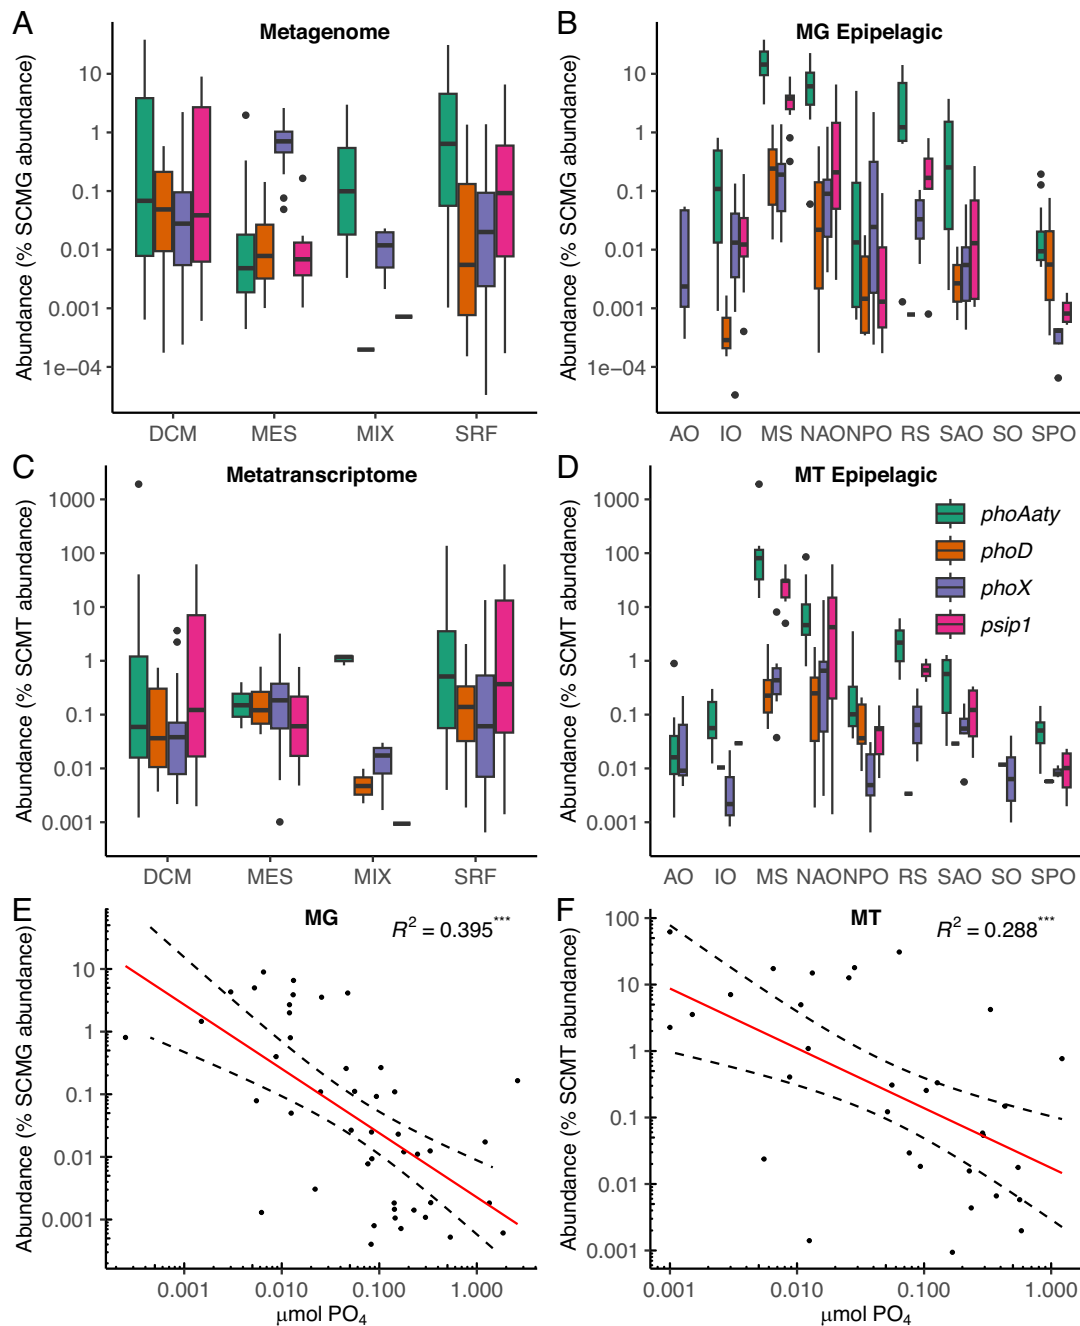 A
Metagenome
Abundance (% SCMG abundance)
10
1
0.1
0.01
0.001
1e−04
DCM MES MIX SRF
B
MG Epipelagic
Abundance (% SCMG abundance)
10
1
0.1
0.01
0.001
1e−04
AO IO MS NAO NPO RS SAO SO SPO
C
Metatranscriptome
Abundance (% SCMT abundance)
1000
100
10
1
0.1
0.01
0.001
DCM MES MIX SRF
D
MT Epipelagic
Abundance (% SCMT abundance)
1000
100
10
1
0.1
0.01
0.001
phoAaty
phoD
phoX
psip1
AO IO MS NAO NPO RS SAO SO SPO
E
MG
R² = 0.395***
Abundance (% SCMG abundance)
10
1
0.1
0.01
0.001
0.001 0.010 0.100 1.000
μmol PO₄
F
MT
R² = 0.288***
Abundance (% SCMT abundance)
100
10
1
0.1
0.01
0.001
0.001 0.010 0.100 1.000
μmol PO₄